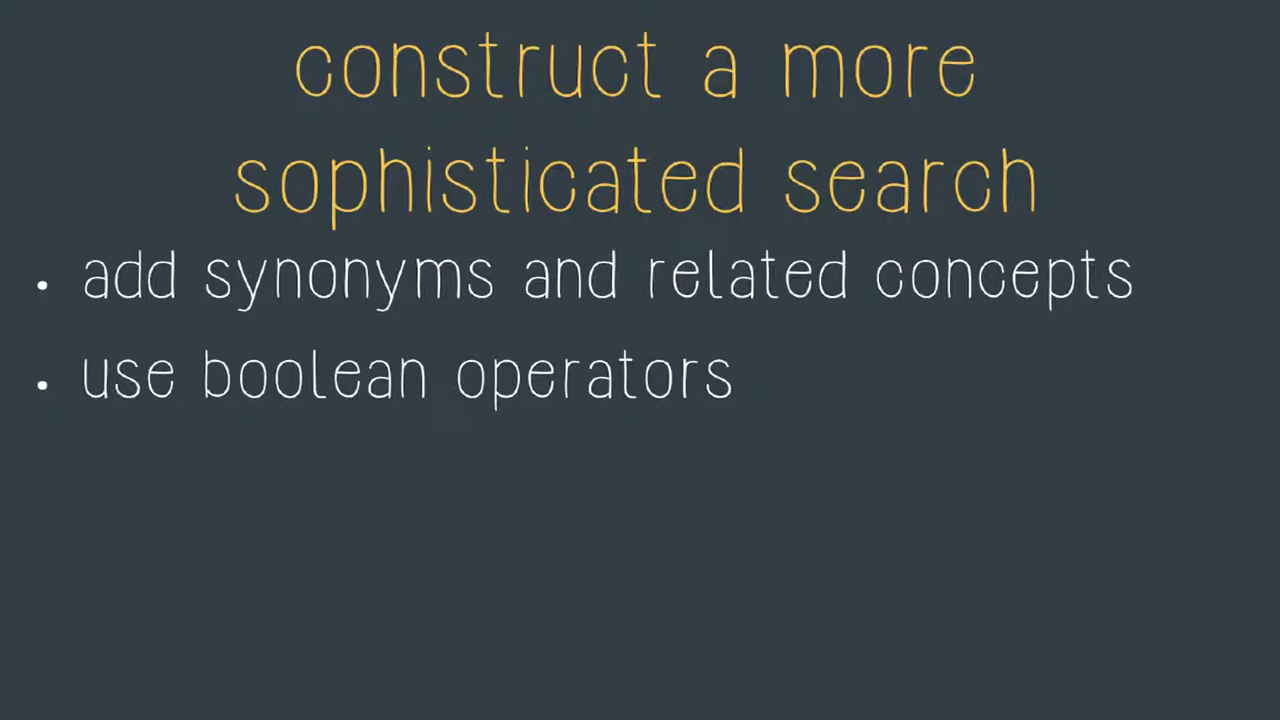 construct a more
sophisticated search
• add synonyms and related concepts
• use boolean operators